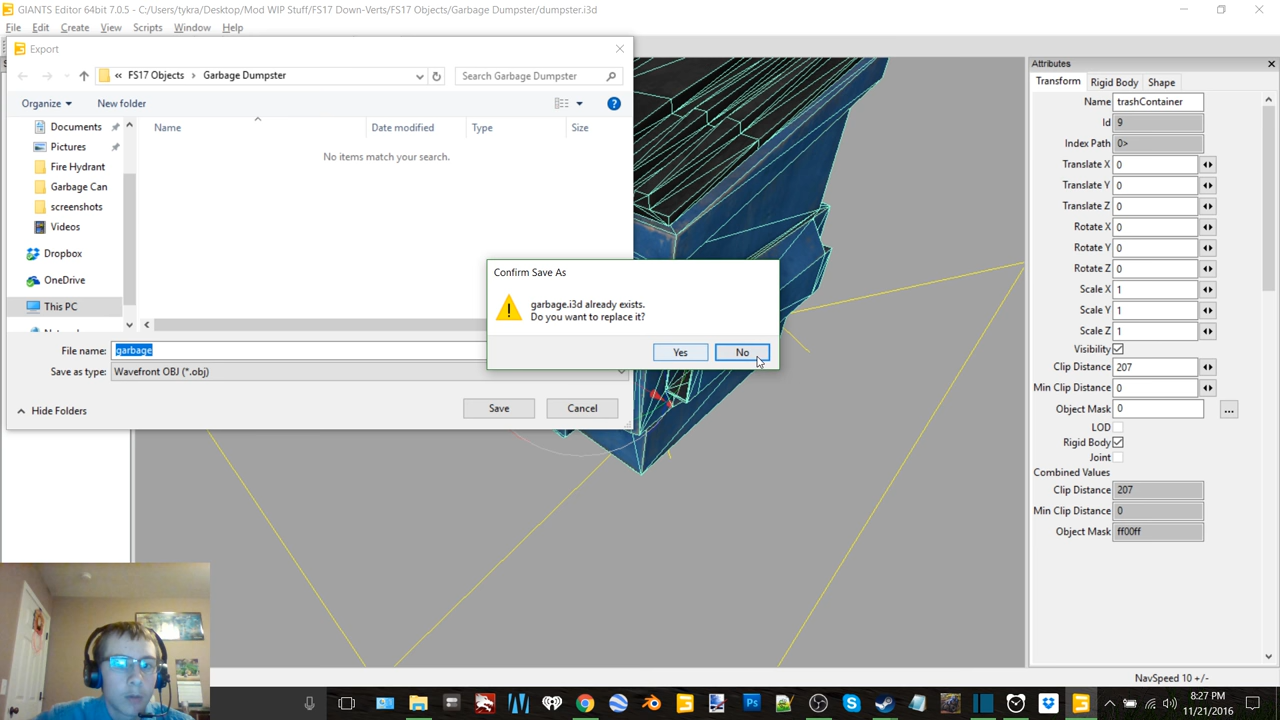 GIANTS Editor 64bit 7.0.5 - C:/Users/tykra/Desktop/Mod WIP Stuff/FS17 Down-Verts/FS17 Objects/Garbage Dumpster/dumpster.i3d
File Edit Create View Scripts Window Help
Export
« FS17 Objects > Garbage Dumpster
Search Garbage Dumpster
Organize
New folder
Name
Date modified
Type
Size
No items match your search.
Documents
Pictures
Fire Hydrant
Garbage Can
screenshots
Videos
Dropbox
OneDrive
This PC
File name: garbage
Save as type: Wavefront OBJ (*.obj)
Hide Folders
Save
Cancel
Confirm Save As
garbage.i3d already exists.
Do you want to replace it?
Yes
No
Attributes
Transform Rigid Body Shape
Name trashContainer
Id 9
Index Path 0>
Translate X 0
Translate Y 0
Translate Z 0
Rotate X 0
Rotate Y 0
Rotate Z 0
Scale X 1
Scale Y 1
Scale Z 1
Visibility
Clip Distance 207
Min Clip Distance 0
Object Mask 0 ...
LOD
Rigid Body
Joint
Combined Values
Clip Distance 207
Min Clip Distance 0
Object Mask ff00ff
NavSpeed 10 +/-
8:27 PM
11/21/2016